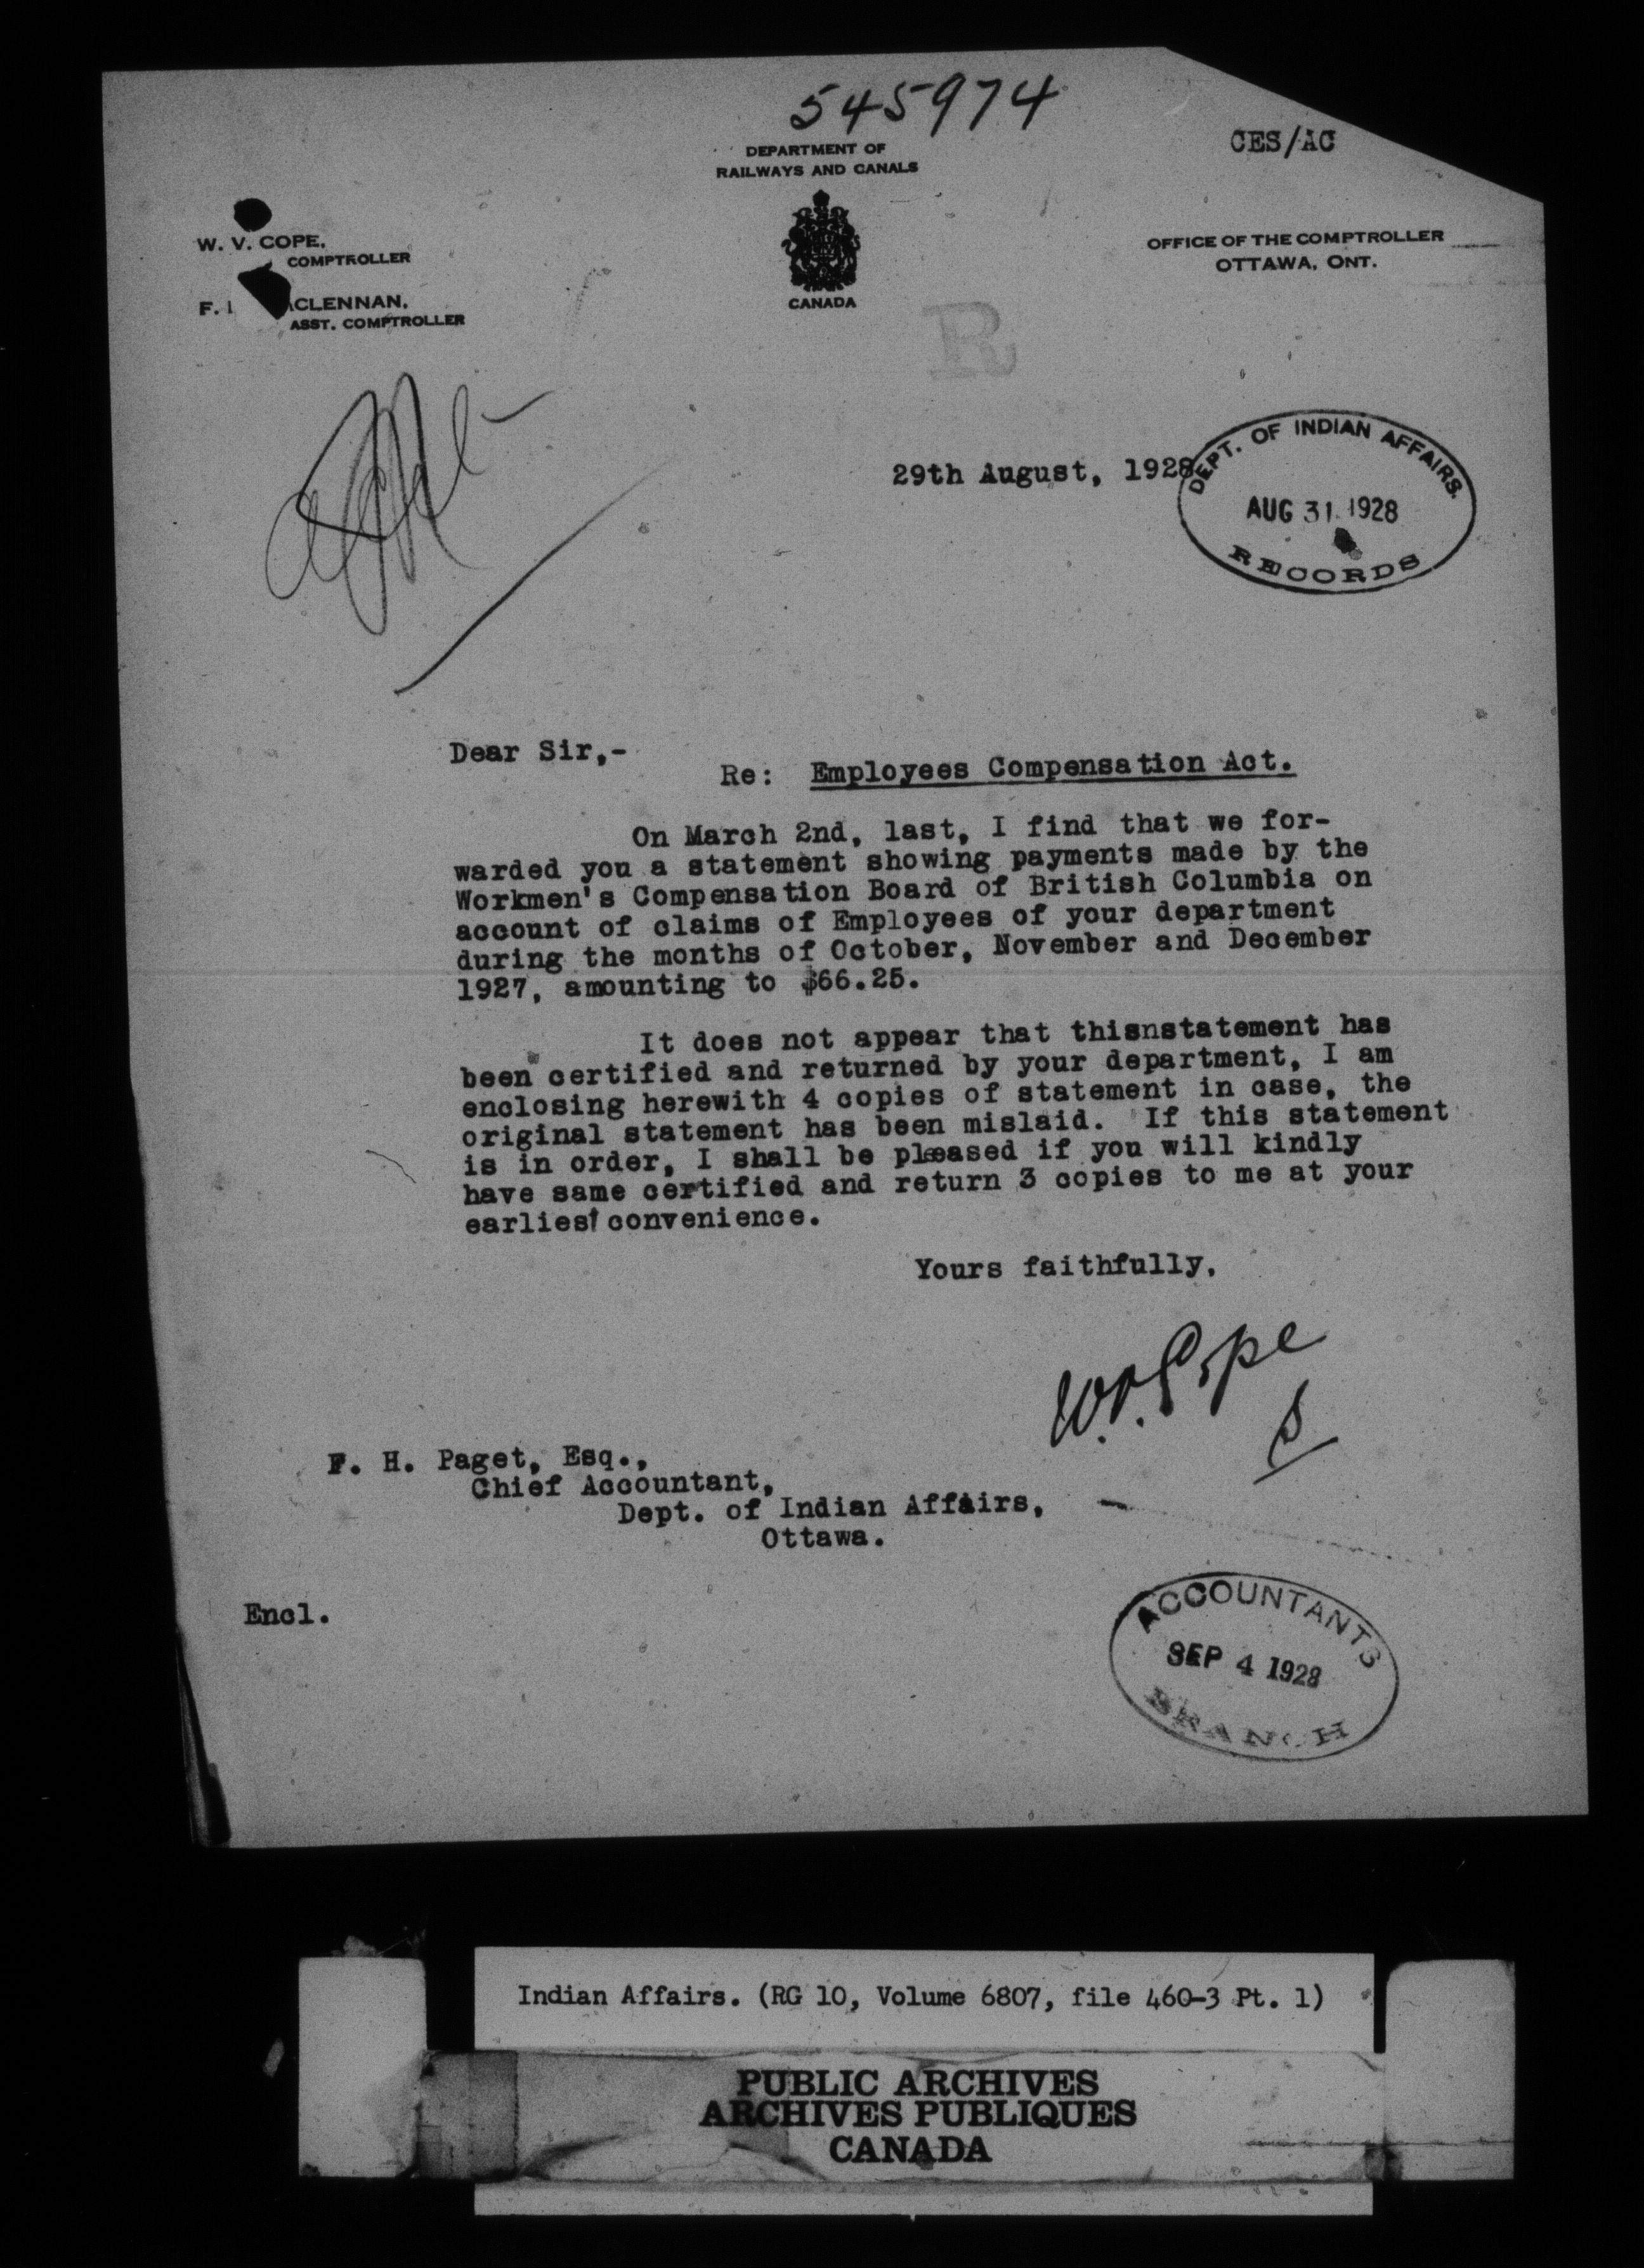 545974
DEPARTMENT OF
RAILWAYS AND CANALS
CES/AC
W. V. COPE,
COMPTROLLER
F. CLENNAN,
ASST. COMPTROLLER
CANADA
OFFICE OF THE COMPTROLLER
OTTAWA, ONT.
R
29th August, 1928
DEPT. OF INDIAN AFFAIRS.
AUG 31 1928
RECORDS
Dear Sir,-
Re: Employees Compensation Act.
On March 2nd, last, I find that we for-
warded you a statement showing payments made by the
Workmen's Compensation Board of British Columbia on
account of claims of Employees of your department
during the months of October, November and December
1927, amounting to $66.25.
It does not appear that thisnstatement has
been certified and returned by your department, I am
enclosing herewith 4 copies of statement in case, the
original statement has been mislaid. If this statement
is in order, I shall be pleased if you will kindly
have same certified and return 3 copies to me at your
earliest convenience.
Yours faithfully,
W.V. Cope
F. H. Paget, Esq.,
Chief Accountant,
Dept. of Indian Affairs,
Ottawa.
Encl.
ACCOUNTANTS
SEP 4 1928
BRANCH
Indian Affairs. (RG 10, Volume 6807, file 460-3 Pt. 1)
PUBLIC ARCHIVES
ARCHIVES PUBLIQUES
CANADA